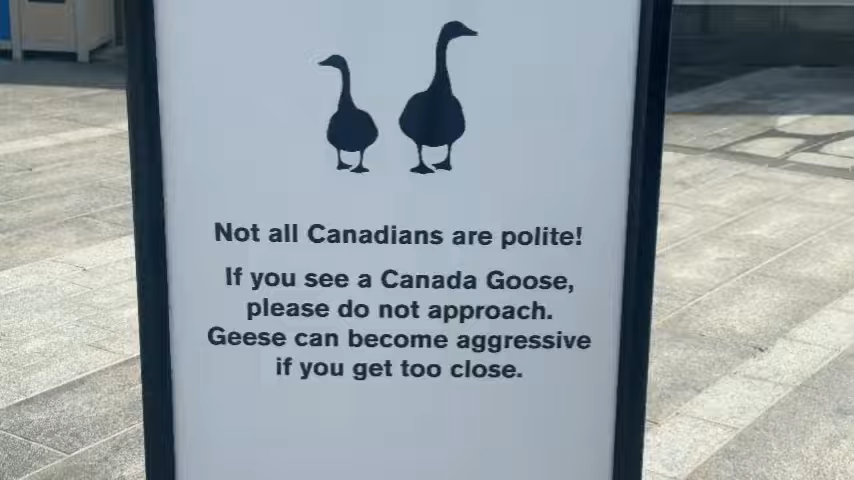 Not all Canadians are polite!
If you see a Canada Goose,
please do not approach.
Geese can become aggressive
if you get too close.